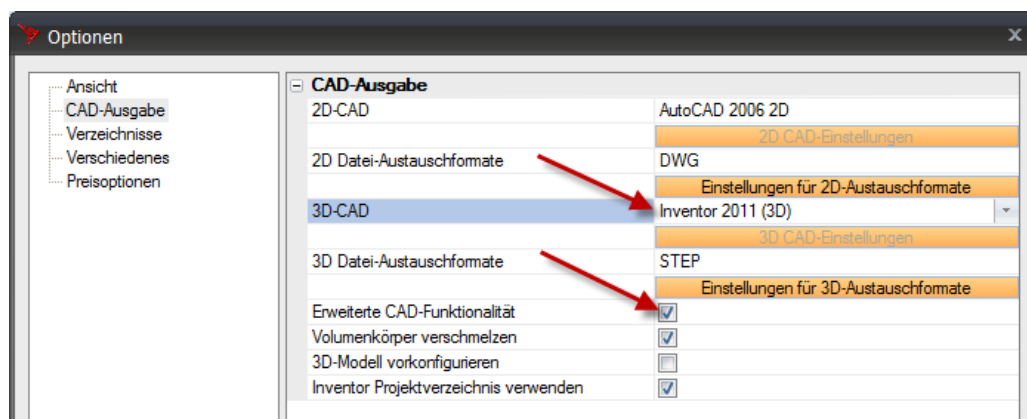 Optionen
x
Ansicht
CAD-Ausgabe
Verzeichnisse
Verschiedenes
Preisoptionen
CAD-Ausgabe
2D-CAD AutoCAD 2006 2D
2D CAD-Einstellungen
2D Datei-Austauschformate DWG
Einstellungen für 2D-Austauschformate
3D-CAD Inventor 2011 (3D)
3D CAD-Einstellungen
3D Datei-Austauschformate STEP
Einstellungen für 3D-Austauschformate
Erweiterte CAD-Funktionalität
Volumenkörper verschmelzen
3D-Modell vorkonfigurieren
Inventor Projektverzeichnis verwenden